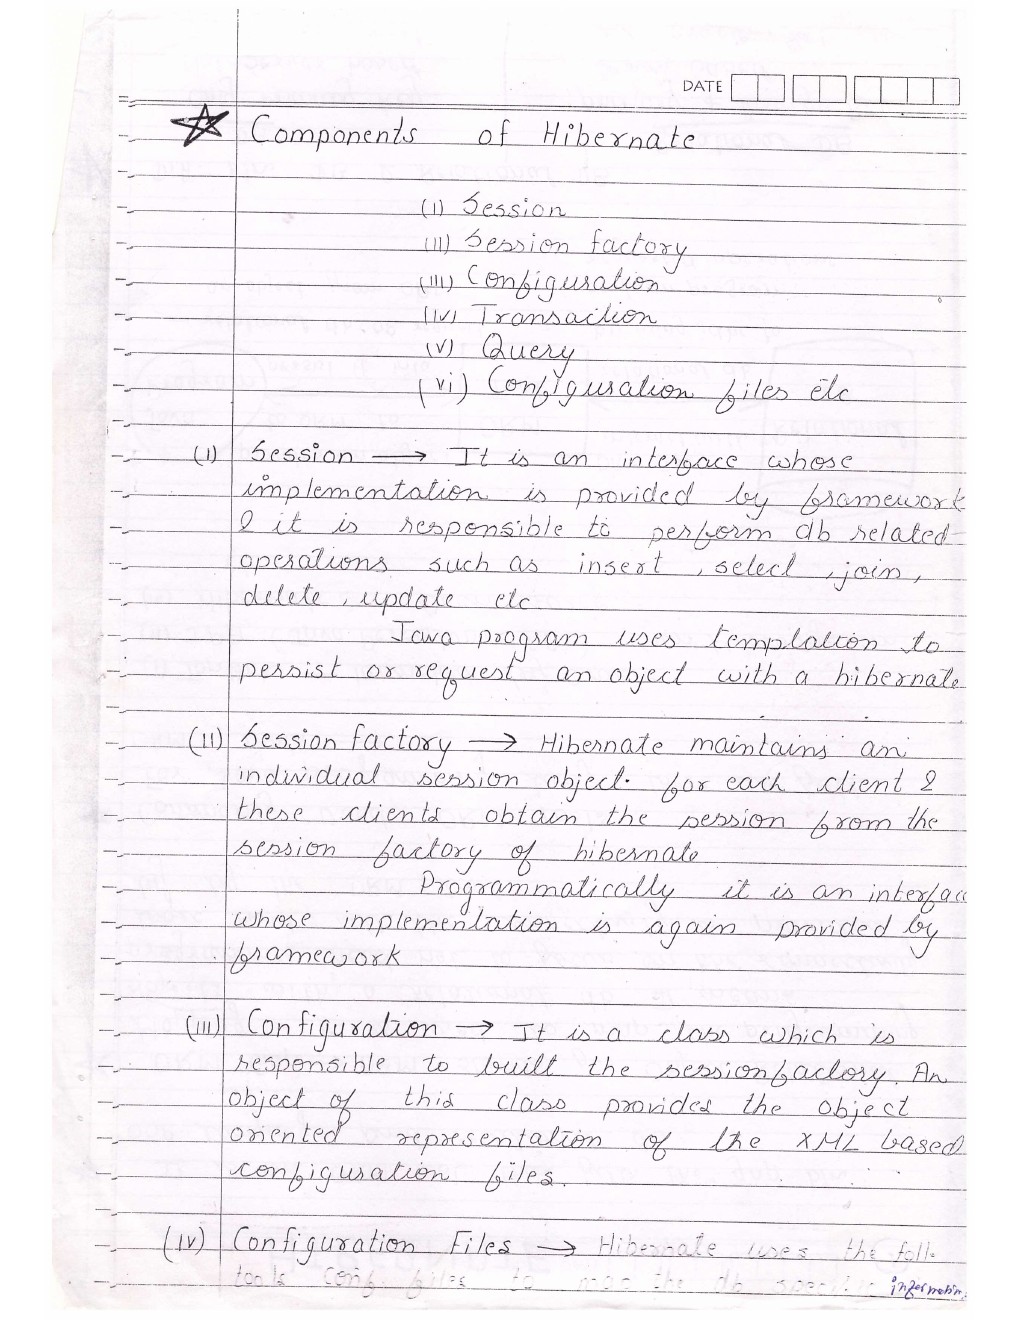 DATE
Components of Hibernate
(i) Session
(ii) Session factory
(iii) Configuration
(iv) Transaction
(v) Query
(vi) Configuration files etc
(i) Session → It is an interface whose
implementation is provided by framework
& it is responsible to perform db related
operations such as insert, select, join,
delete, update etc
Java program uses templation to
persist or request an object with a hibernate
(ii) Session factory → Hibernate maintains an
individual session object. for each client &
these clients obtain the session from the
session factory of hibernate
Programmatically it is an interfac
whose implementation is again provided by
framework
(iii) Configuration → It is a class which is
responsible to built the sessionfactory. An
object of this class provides the object
oriented representation of the XML based
configuration files.
(iv) Configuration Files → Hibernate uses the foll.
tools conf. files to map the db specific information.